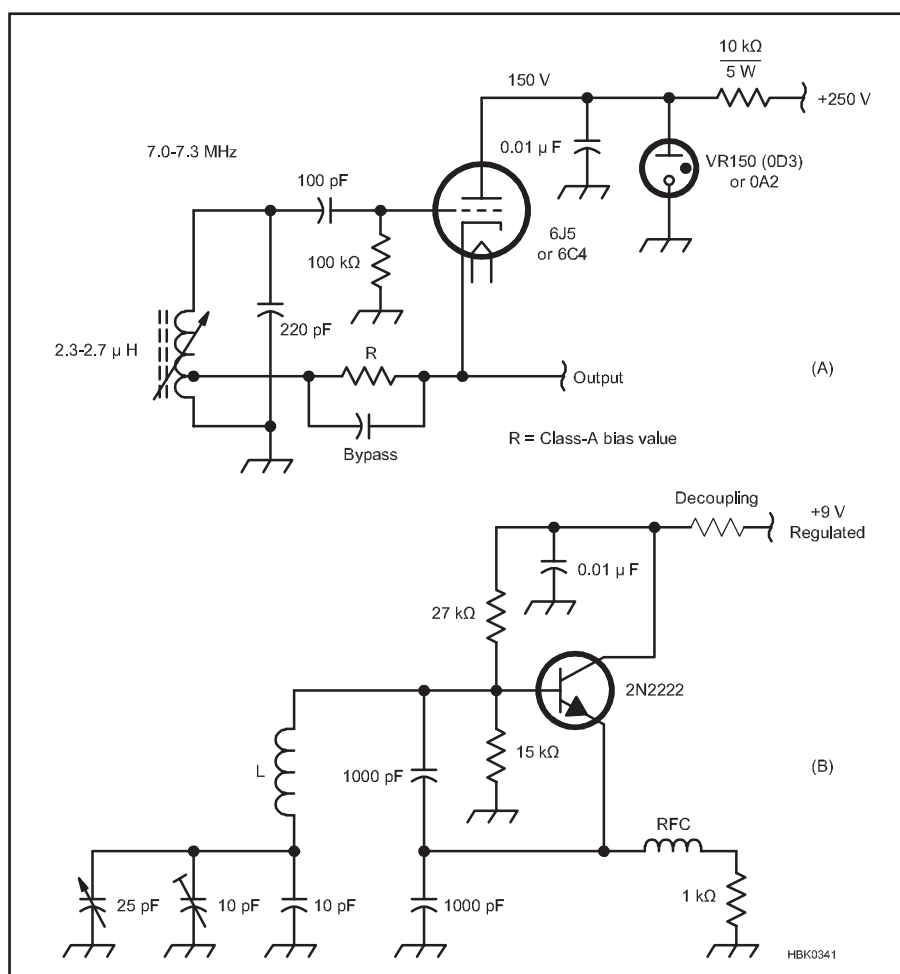 10 kΩ
5 W
150 V
+250 V
0.01 µ F
VR150 (0D3)
or 0A2
7.0-7.3 MHz
100 pF
6J5
or 6C4
100 kΩ
220 pF
2.3-2.7 µ H
R
(A)
Output
Bypass
R = Class-A bias value
Decoupling
+9 V
Regulated
0.01 µ F
27 kΩ
2N2222
15 kΩ
L
1000 pF
(B)
RFC
25 pF
10 pF
10 pF
1000 pF
1 kΩ
HBK0341